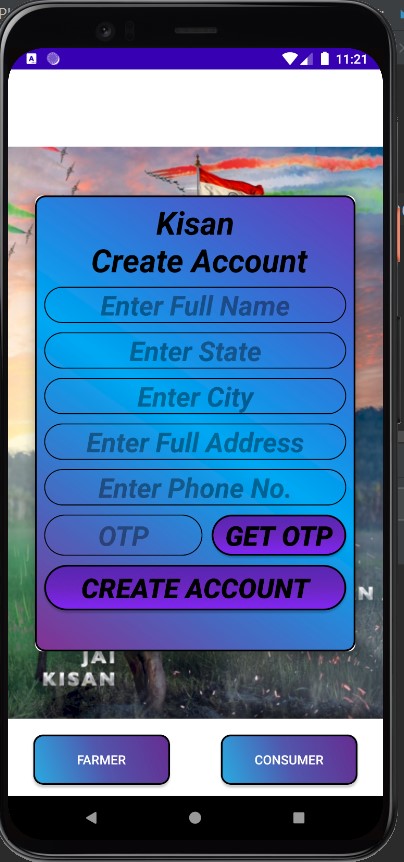 11:21
Kisan
Create Account
Enter Full Name
Enter State
Enter City
Enter Full Address
Enter Phone No.
OTP
GET OTP
CREATE ACCOUNT
N
JAI
KISAN
FARMER
CONSUMER